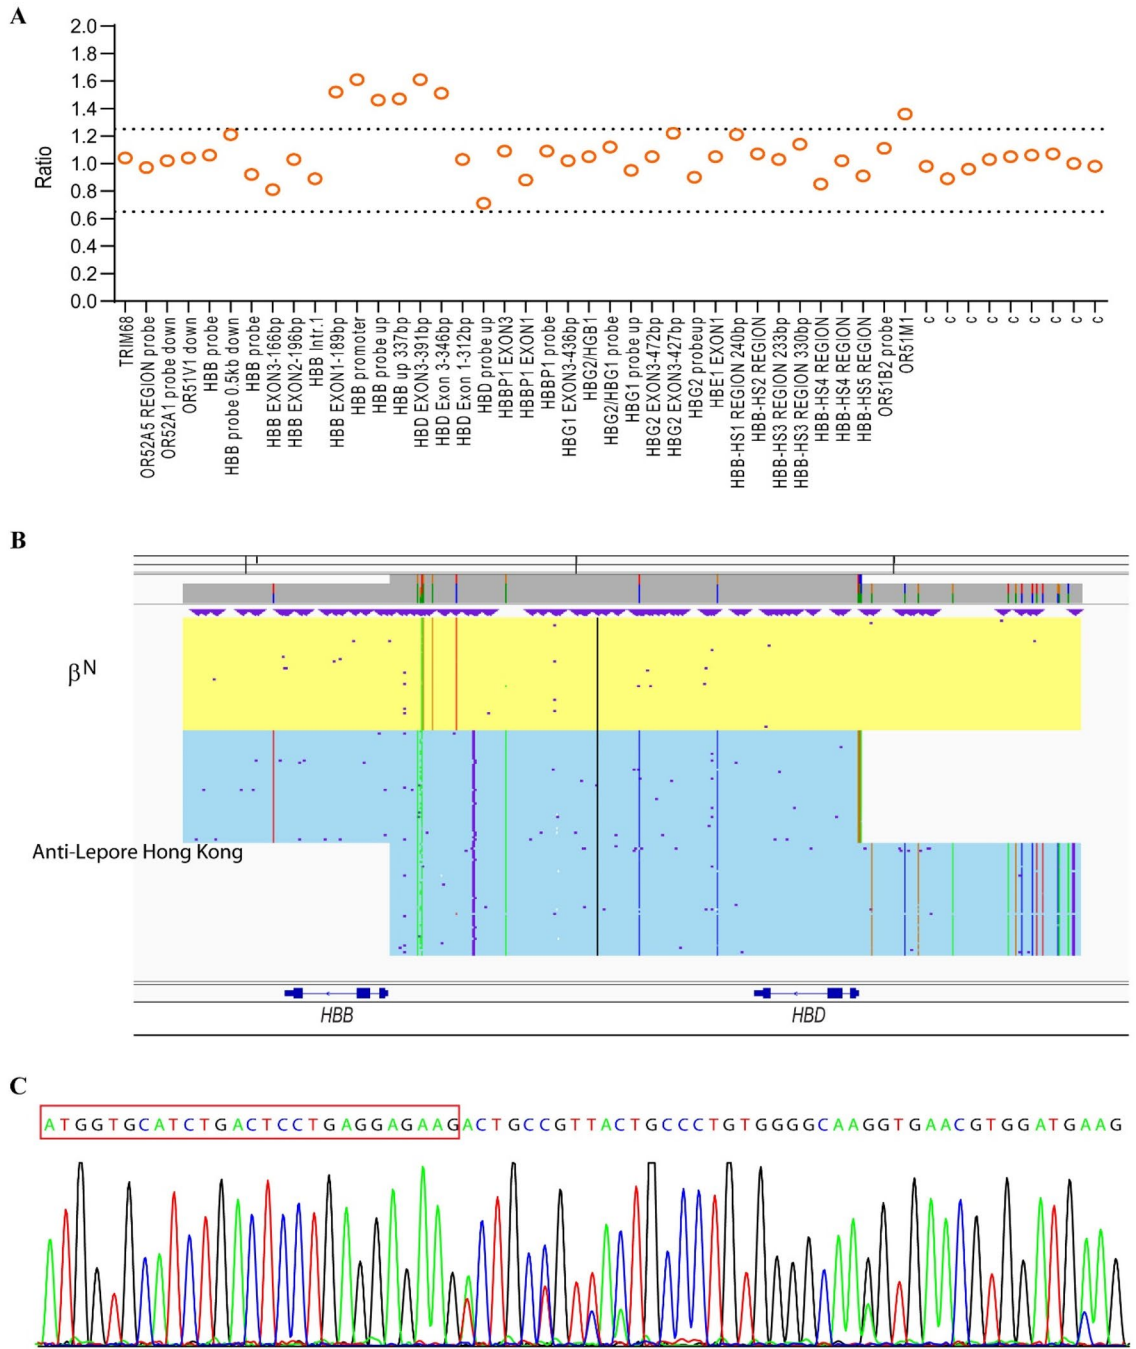 A
2.0
1.8
1.6
1.4
1.2
1.0
0.8
0.6
0.4
0.2
0.0
Ratio
TRIM68
OR52A5 REGION probe
OR52A1 probe down
OR51V1 down
HBB probe
HBB probe 0.5kb down
HBB probe
HBB EXON3-166bp
HBB EXON2-196bp
HBB Intr.1
HBB EXON1-189bp
HBB promoter
HBB probe up
HBB up 337bp
HBD EXON3-391bp
HBD Exon 3-346bp
HBD Exon 1-312bp
HBD probe up
HBBP1 EXON3
HBBP1 EXON1
HBBP1 probe
HBG1 EXON3-436bp
HBG2/HGB1
HBG2/HBG1 probe
HBG1 probe up
HBG2 EXON3-472bp
HBG2 EXON3-427bp
HBG2 probeup
HBE1 EXON1
HBB-HS1 REGION 240bp
HBB-HS2 REGION
HBB-HS3 REGION 233bp
HBB-HS3 REGION 330bp
HBB-HS4 REGION
HBB-HS4 REGION
HBB-HS5 REGION
OR51B2 probe
OR51M1
c
c
c
c
c
c
c
c
c
B
βN
Anti-Lepore Hong Kong
HBB
HBD
C
ATGGTGCATCTGACTCCTGAGGAGAAGACTGCCGTTACTGCCCTGTGGGGCAAGGTGAACGTGGATGAAG